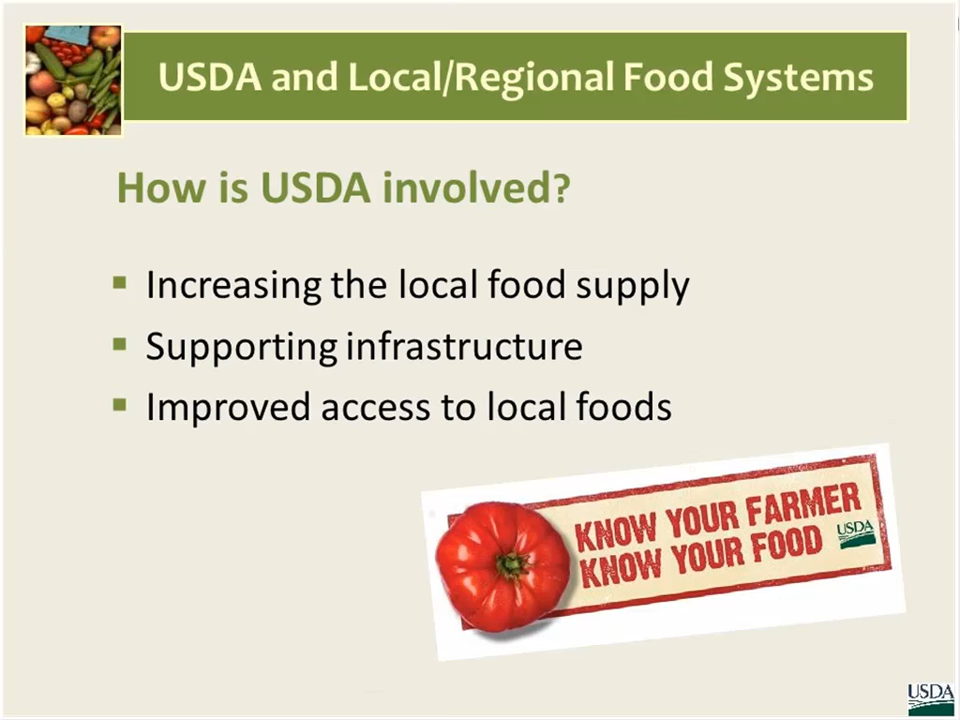 USDA and Local/Regional Food Systems
How is USDA involved?
Increasing the local food supply
Supporting infrastructure
Improved access to local foods
KNOW YOUR FARMER
KNOW YOUR FOOD
USDA
USDA